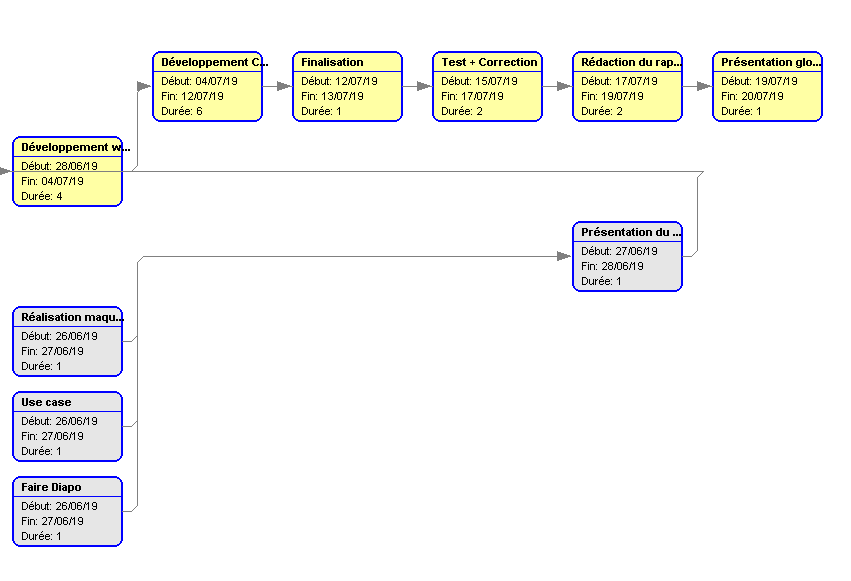 Développement C...
Début: 04/07/19
Fin: 12/07/19
Durée: 6
Finalisation
Début: 12/07/19
Fin: 13/07/19
Durée: 1
Test + Correction
Début: 15/07/19
Fin: 17/07/19
Durée: 2
Rédaction du rap...
Début: 17/07/19
Fin: 19/07/19
Durée: 2
Présentation glo...
Début: 19/07/19
Fin: 20/07/19
Durée: 1
Développement w...
Début: 28/06/19
Fin: 04/07/19
Durée: 4
Présentation du ...
Début: 27/06/19
Fin: 28/06/19
Durée: 1
Réalisation maqu...
Début: 26/06/19
Fin: 27/06/19
Durée: 1
Use case
Début: 26/06/19
Fin: 27/06/19
Durée: 1
Faire Diapo
Début: 26/06/19
Fin: 27/06/19
Durée: 1